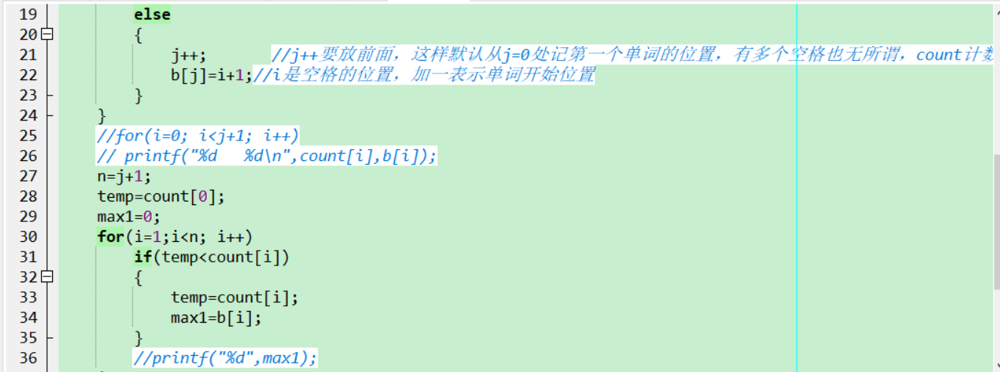 19 else
20 {
21 j++; //j++要放前面，这样默认从j=0处记第一个单词的位置，有多个空格也无所谓，count计数
22 b[j]=i+1;//i是空格的位置，加一表示单词开始位置
23 }
24 }
25 //for(i=0; i<j+1; i++)
26 // printf("%d   %d\n",count[i],b[i]);
27 n=j+1;
28 temp=count[0];
29 max1=0;
30 for(i=1;i<n; i++)
31 if(temp<count[i])
32 {
33 temp=count[i];
34 max1=b[i];
35 }
36 //printf("%d",max1);